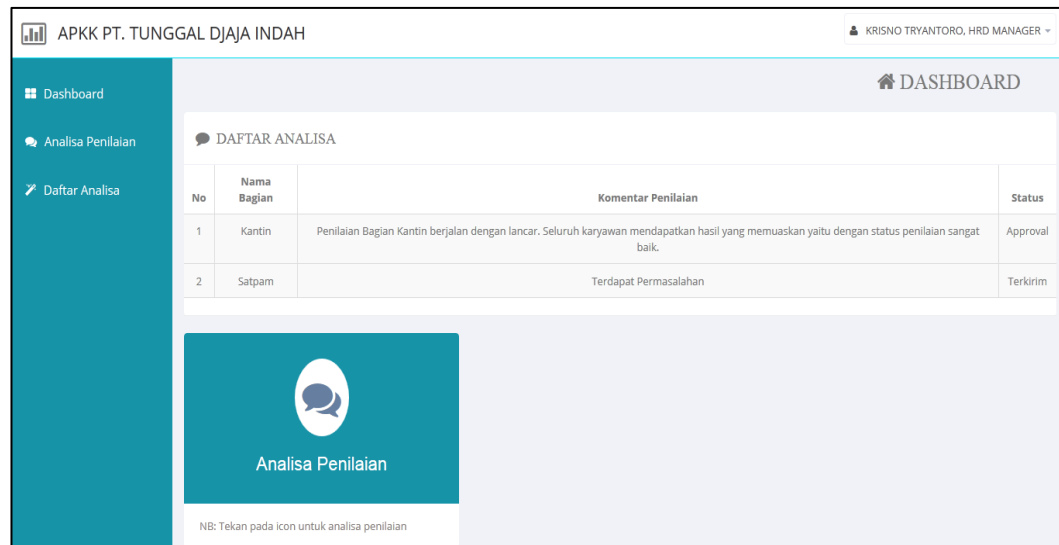 APKK PT. TUNGGAL DJAJA INDAH
KRISNO TRYANTORO, HRD MANAGER
Dashboard
Analisa Penilaian
Daftar Analisa
DASHBOARD
DAFTAR ANALISA
No Nama Bagian Komentar Penilaian Status
1 Kantin Penilaian Bagian Kantin berjalan dengan lancar. Seluruh karyawan mendapatkan hasil yang memuaskan yaitu dengan status penilaian sangat baik. Approval
2 Satpam Terdapat Permasalahan Terkirim
Analisa Penilaian
NB: Tekan pada icon untuk analisa penilaian